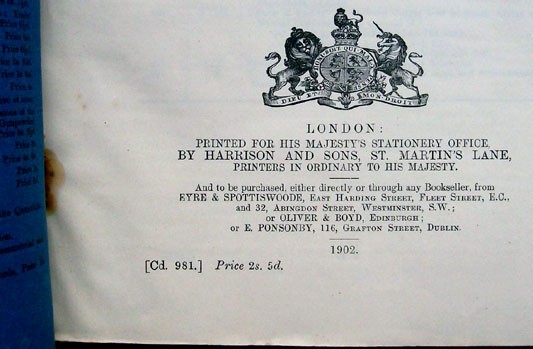 HONI SOIT QUI MAL Y PENSE
DIEU ET MON DROIT
LONDON:
PRINTED FOR HIS MAJESTY'S STATIONERY OFFICE,
BY HARRISON AND SONS, ST. MARTIN'S LANE,
PRINTERS IN ORDINARY TO HIS MAJESTY.
And to be purchased, either directly or through any Bookseller, from
EYRE & SPOTTISWOODE, EAST HARDING STREET, FLEET STREET, E.C.,
and 32, ABINGDON STREET, WESTMINSTER, S.W.;
or OLIVER & BOYD, EDINBURGH;
or E. PONSONBY, 116, GRAFTON STREET, DUBLIN.
1902.
[Cd. 981.] Price 2s. 5d.